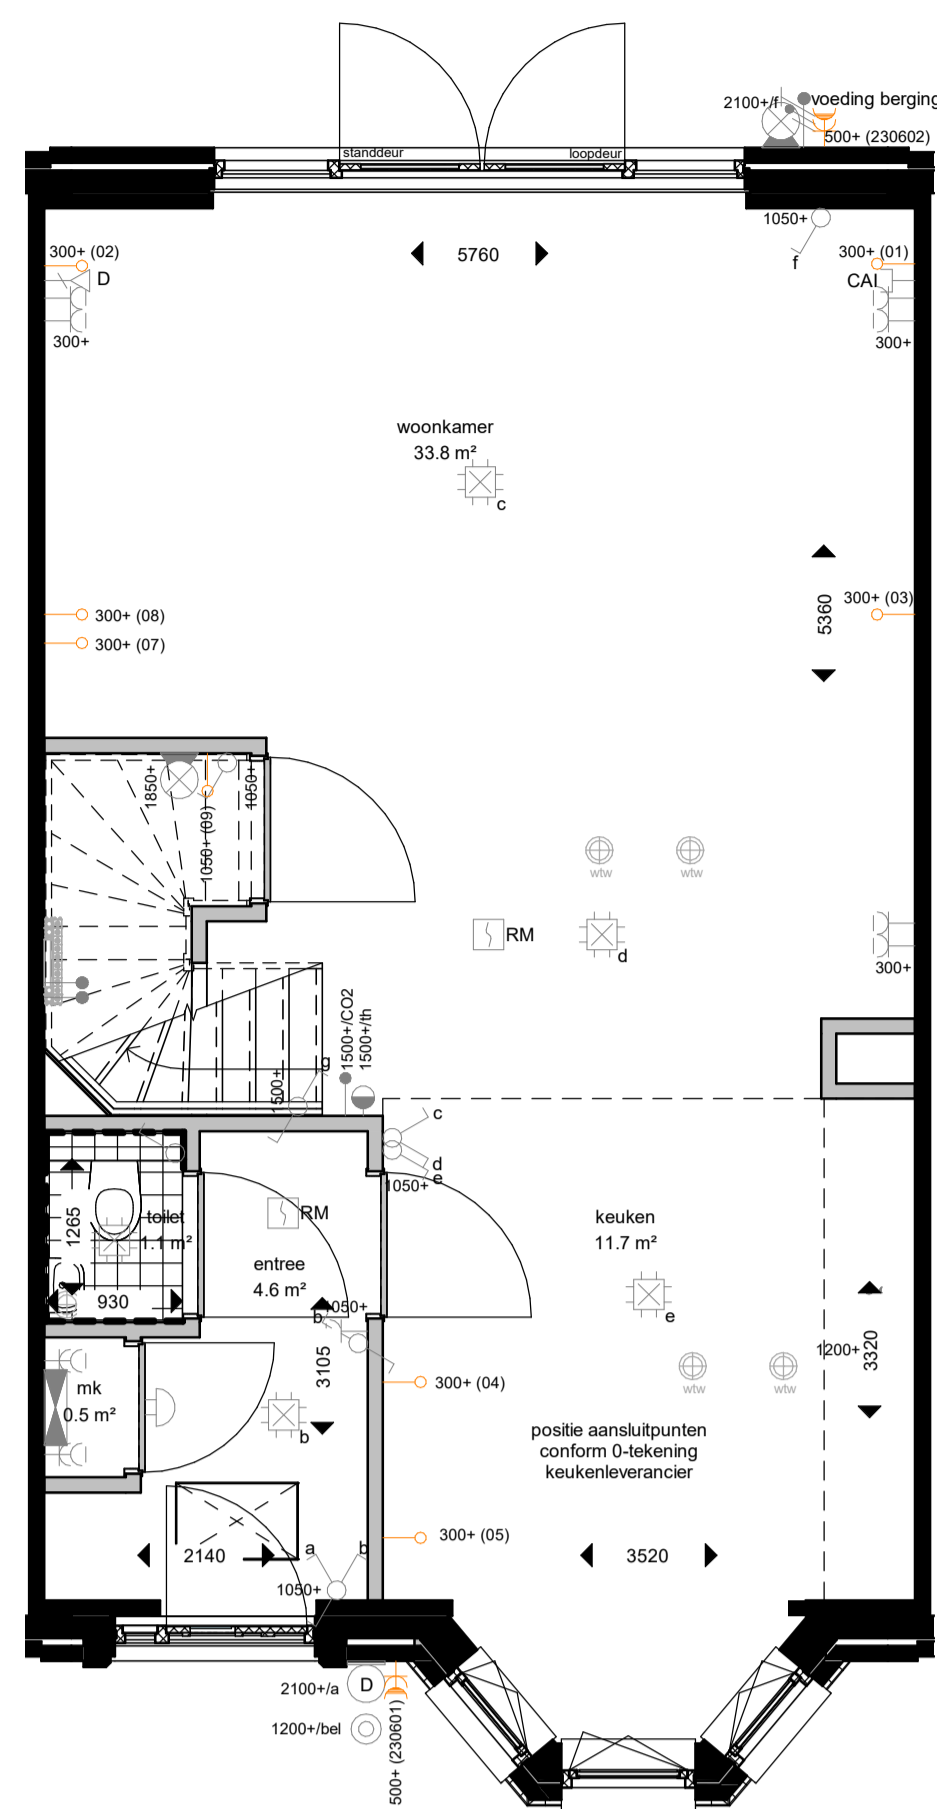 2100+/f
voeding berging
500+ (230602)
standdeur
loopdeur
1050+
f
300+ (02)
D
300+
5760
300+ (01)
CAI
300+
woonkamer
33.8 m²
c
5360
300+ (08)
300+ (07)
300+ (03)
1850+
1050+ (09)
1050+
wtw
wtw
RM
d
300+
1500+/CO2
1500+/th
g
1500+
c
d
e
1050+
1265
toilet
1.1 m²
930
RM
entree
4.6 m²
1050+
b
3105
keuken
11.7 m²
e
1200+
3320
wtw
wtw
mk
0.5 m²
b
300+ (04)
positie aansluitpunten
conform 0-tekening
keukenleverancier
300+ (05)
2140
a
b
1050+
3520
2100+/a
D
1200+/bel
500+ (230601)